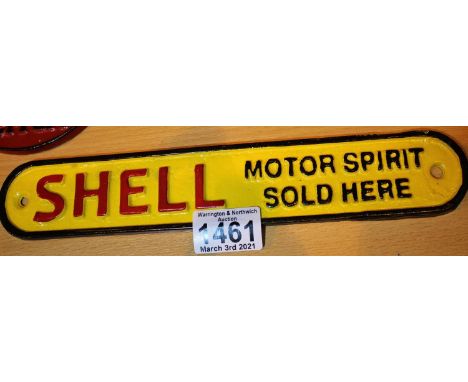 SHELL
MOTOR SPIRIT
SOLD HERE
Warrington & Northwich
Auction
1461
March 3rd 2021